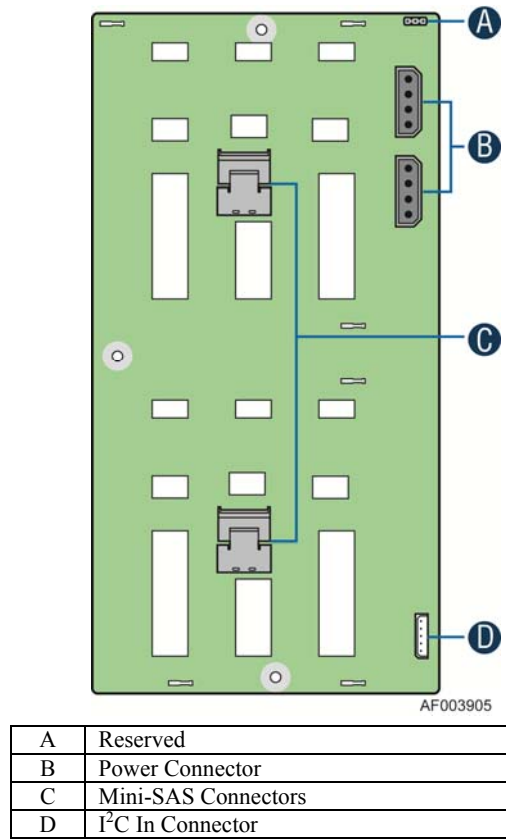 A
B
C
D
AF003905
A Reserved
B Power Connector
C Mini-SAS Connectors
D I²C In Connector